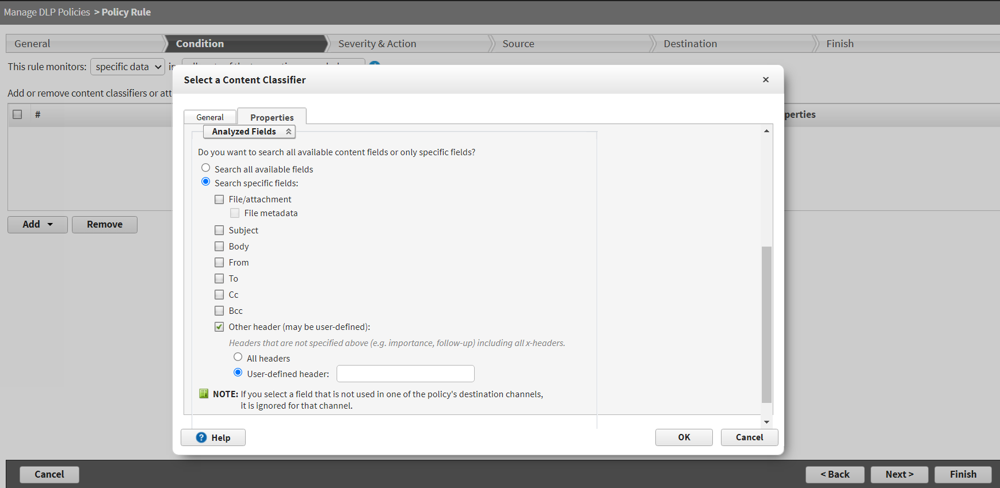 Manage DLP Policies > Policy Rule
General
Condition
Severity & Action
Source
Destination
Finish
This rule monitors: specific data
Add or remove content classifiers or att
#
perties
Add
Remove
Select a Content Classifier
×
General
Properties
Analyzed Fields
Do you want to search all available content fields or only specific fields?
Search all available fields
Search specific fields:
File/attachment
File metadata
Subject
Body
From
To
Cc
Bcc
Other header (may be user-defined):
Headers that are not specified above (e.g. importance, follow-up) including all x-headers.
All headers
User-defined header:
NOTE: If you select a field that is not used in one of the policy's destination channels,
it is ignored for that channel.
? Help
OK
Cancel
Cancel
< Back
Next >
Finish